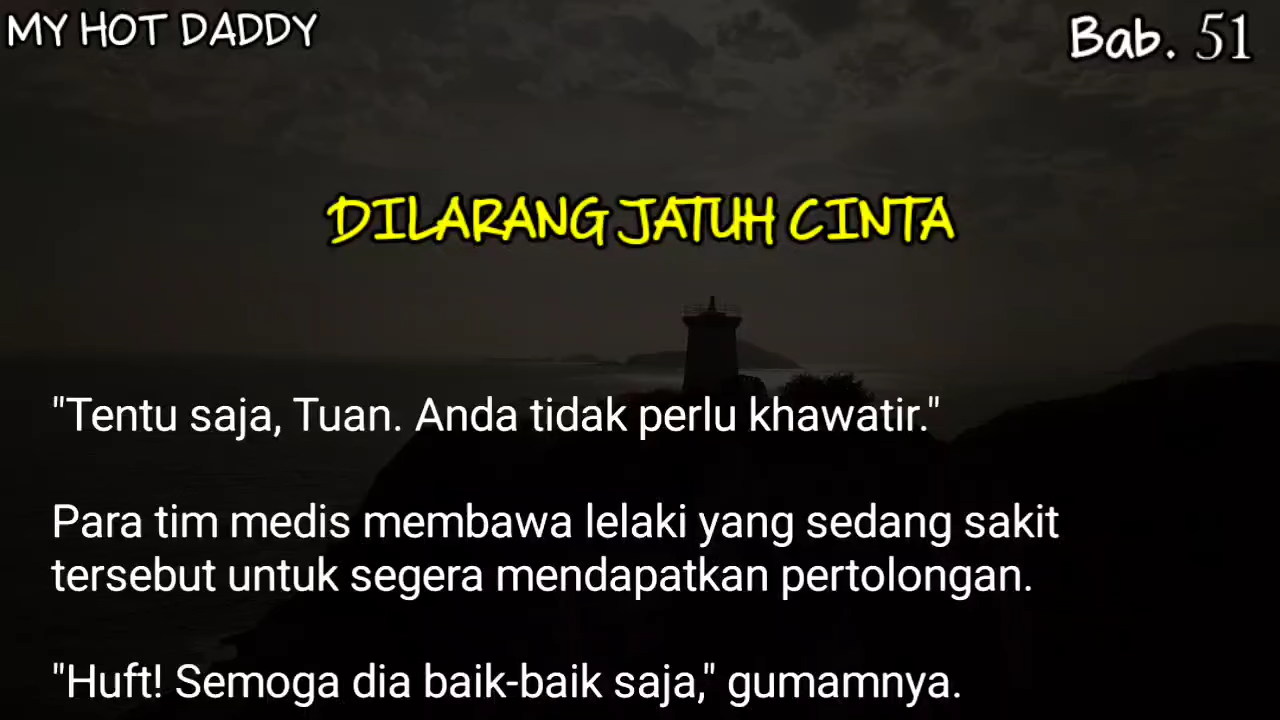 MY HOT DADDY
Bab. 51
DILARANG JATUH CINTA
"Tentu saja, Tuan. Anda tidak perlu khawatir."
Para tim medis membawa lelaki yang sedang sakit
tersebut untuk segera mendapatkan pertolongan.
"Huft! Semoga dia baik-baik saja," gumamnya.